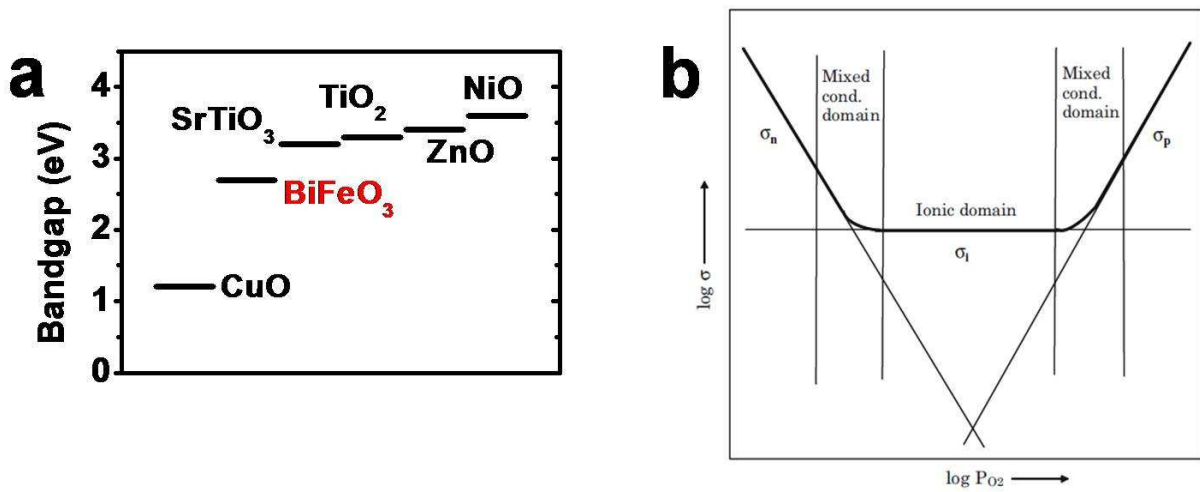 a
Bandgap (eV)
4
3
2
1
0
SrTiO₃
TiO₂
NiO
ZnO
BiFeO₃
CuO
b
Mixed
cond.
domain
Mixed
cond.
domain
σₙ
σₚ
Ionic domain
σᵢ
log σ
log P_O2